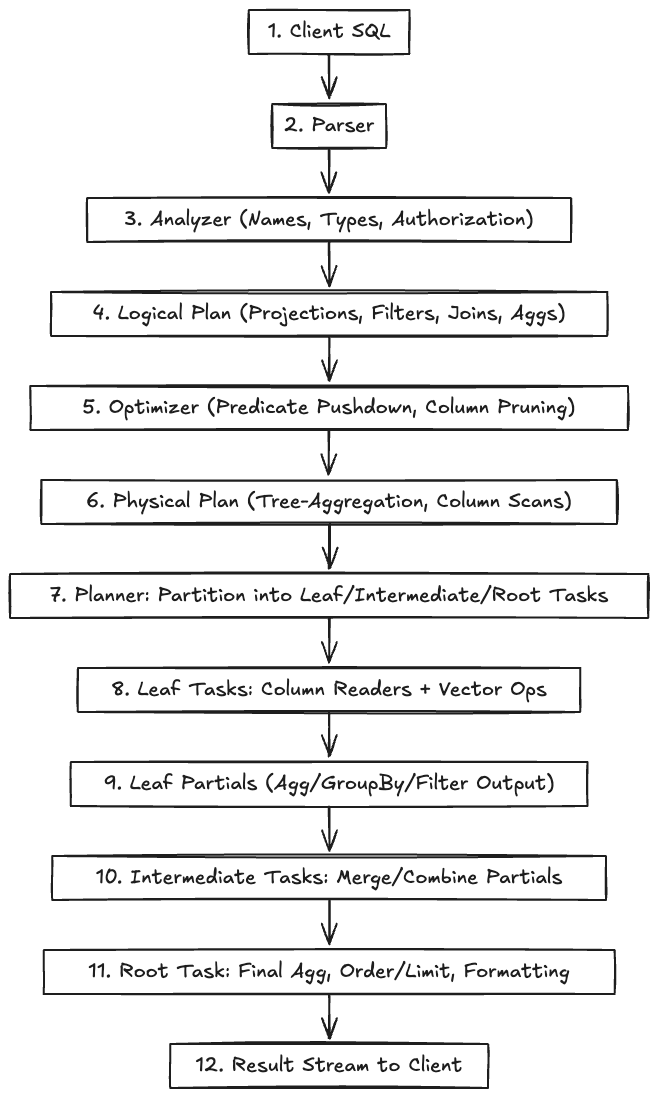 1. Client SQL
2. Parser
3. Analyzer (Names, Types, Authorization)
4. Logical Plan (Projections, Filters, Joins, Aggs)
5. Optimizer (Predicate Pushdown, Column Pruning)
6. Physical Plan (Tree-Aggregation, Column Scans)
7. Planner: Partition into Leaf/Intermediate/Root Tasks
8. Leaf Tasks: Column Readers + Vector Ops
9. Leaf Partials (Agg/GroupBy/Filter Output)
10. Intermediate Tasks: Merge/Combine Partials
11. Root Task: Final Agg, Order/Limit, Formatting
12. Result Stream to Client